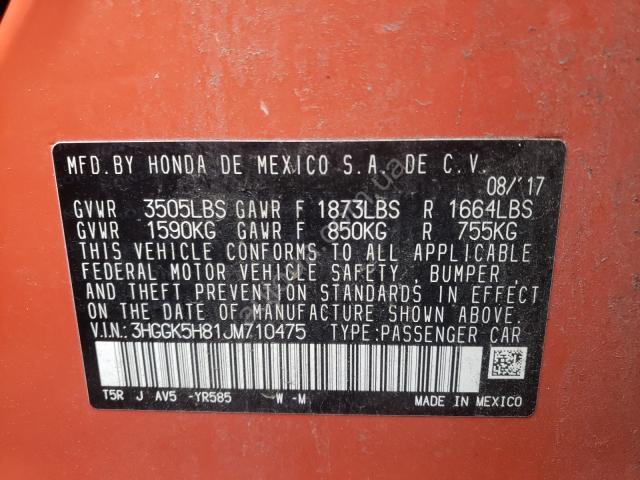 MFD.BY HONDA DE MEXICO S.A. DE C.V.
08/'17
GVWR 3505LBS GAWR F 1873LBS R 1664LBS
GVWR 1590KG GAWR F 850KG R 755KG
THIS VEHICLE CONFORMS TO ALL APPLICABLE
FEDERAL MOTOR VEHICLE SAFETY, BUMPER,
AND THEFT PREVENTION STANDARDS IN EFFECT
ON THE DATE OF MANUFACTURE SHOWN ABOVE.
V.I.N.: 3HGGK5H81JM710475 TYPE:PASSENGER CAR
T5R J AV5 -YR585 W -M MADE IN MEXICO